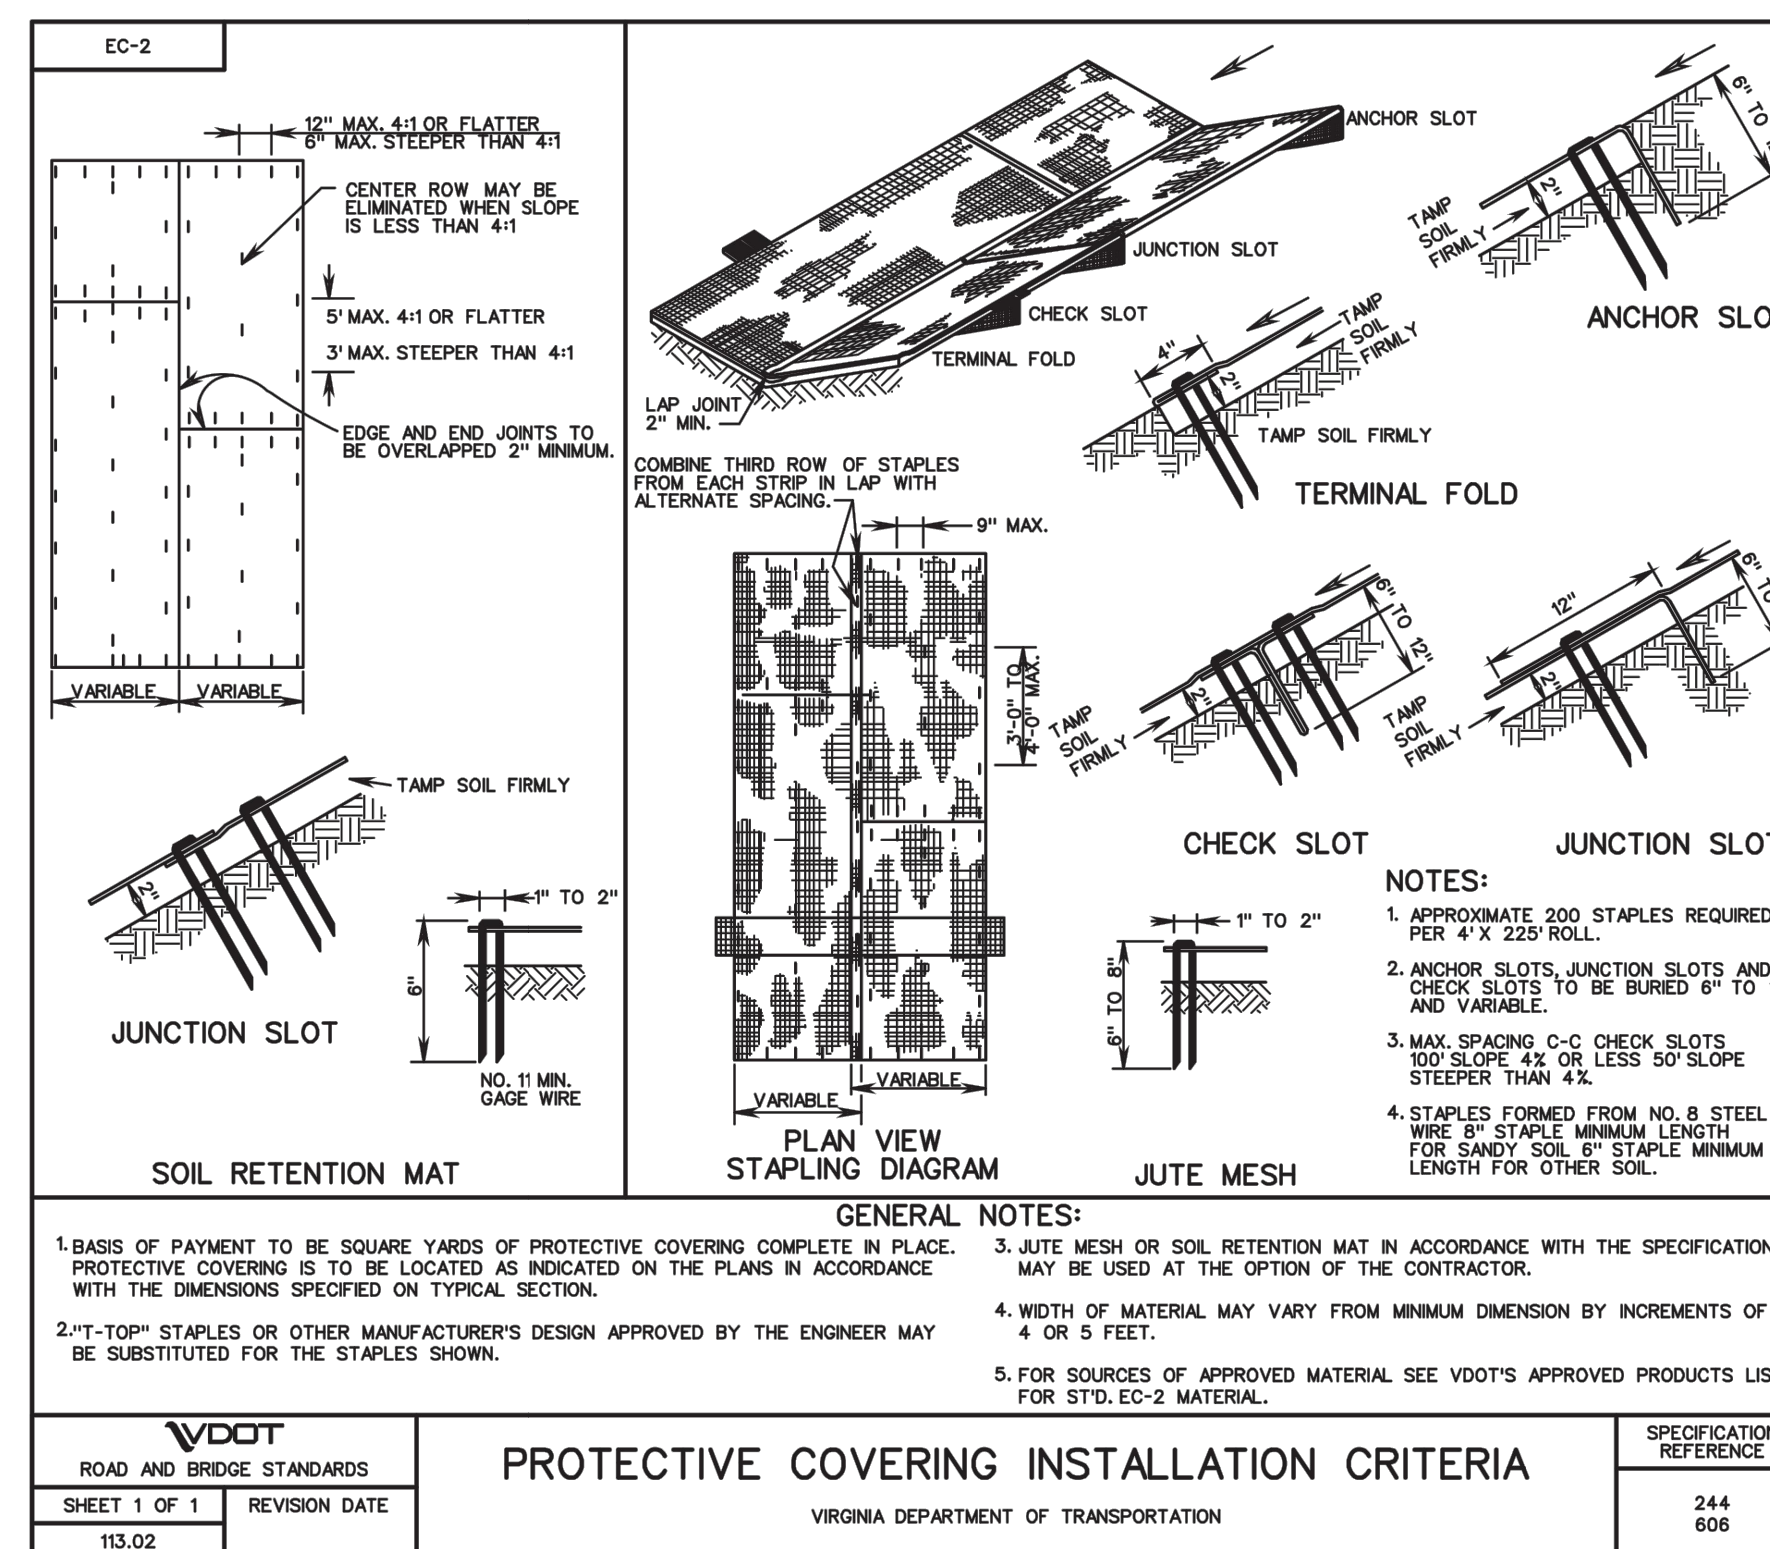 EC-2
12" MAX. 4:1 OR FLATTER
6" MAX. STEEPER THAN 4:1
CENTER ROW MAY BE
ELIMINATED WHEN SLOPE
IS LESS THAN 4:1
5' MAX. 4:1 OR FLATTER
3' MAX. STEEPER THAN 4:1
EDGE AND END JOINTS TO
BE OVERLAPPED 2" MINIMUM.
VARIABLE
VARIABLE
TAMP SOIL FIRMLY
2"
JUNCTION SLOT
1" TO 2"
6"
NO. 11 MIN.
GAGE WIRE
SOIL RETENTION MAT
ANCHOR SLOT
JUNCTION SLOT
CHECK SLOT
TERMINAL FOLD
LAP JOINT
2" MIN.
COMBINE THIRD ROW OF STAPLES
FROM EACH STRIP IN LAP WITH
ALTERNATE SPACING.
9" MAX.
3'-0" TO
4'-0" MAX.
VARIABLE
VARIABLE
PLAN VIEW
STAPLING DIAGRAM
6" TO
2"
TAMP
SOIL
FIRMLY
ANCHOR SLO
4"
2"
TAMP
SOIL
FIRMLY
TAMP SOIL FIRMLY
TERMINAL FOLD
6" TO 12"
2"
TAMP
SOIL
FIRMLY
CHECK SLOT
12"
6" TO
2"
TAMP
SOIL
FIRMLY
JUNCTION SLOT
1" TO 2"
6" TO 8"
JUTE MESH
NOTES:
1. APPROXIMATE 200 STAPLES REQUIRED
PER 4' X 225' ROLL.
2. ANCHOR SLOTS, JUNCTION SLOTS AND
CHECK SLOTS TO BE BURIED 6" TO
AND VARIABLE.
3. MAX. SPACING C-C CHECK SLOTS
100' SLOPE 4% OR LESS 50' SLOPE
STEEPER THAN 4%.
4. STAPLES FORMED FROM NO. 8 STEEL
WIRE 8" STAPLE MINIMUM LENGTH
FOR SANDY SOIL 6" STAPLE MINIMUM
LENGTH FOR OTHER SOIL.
GENERAL NOTES:
1. BASIS OF PAYMENT TO BE SQUARE YARDS OF PROTECTIVE COVERING COMPLETE IN PLACE.
PROTECTIVE COVERING IS TO BE LOCATED AS INDICATED ON THE PLANS IN ACCORDANCE
WITH THE DIMENSIONS SPECIFIED ON TYPICAL SECTION.
2. "T-TOP" STAPLES OR OTHER MANUFACTURER'S DESIGN APPROVED BY THE ENGINEER MAY
BE SUBSTITUTED FOR THE STAPLES SHOWN.
3. JUTE MESH OR SOIL RETENTION MAT IN ACCORDANCE WITH THE SPECIFICATION
MAY BE USED AT THE OPTION OF THE CONTRACTOR.
4. WIDTH OF MATERIAL MAY VARY FROM MINIMUM DIMENSION BY INCREMENTS OF
4 OR 5 FEET.
5. FOR SOURCES OF APPROVED MATERIAL SEE VDOT'S APPROVED PRODUCTS LIS
FOR ST'D. EC-2 MATERIAL.
VDOT
ROAD AND BRIDGE STANDARDS
SHEET 1 OF 1
REVISION DATE
113.02
PROTECTIVE COVERING INSTALLATION CRITERIA
VIRGINIA DEPARTMENT OF TRANSPORTATION
SPECIFICATION
REFERENCE
244
606